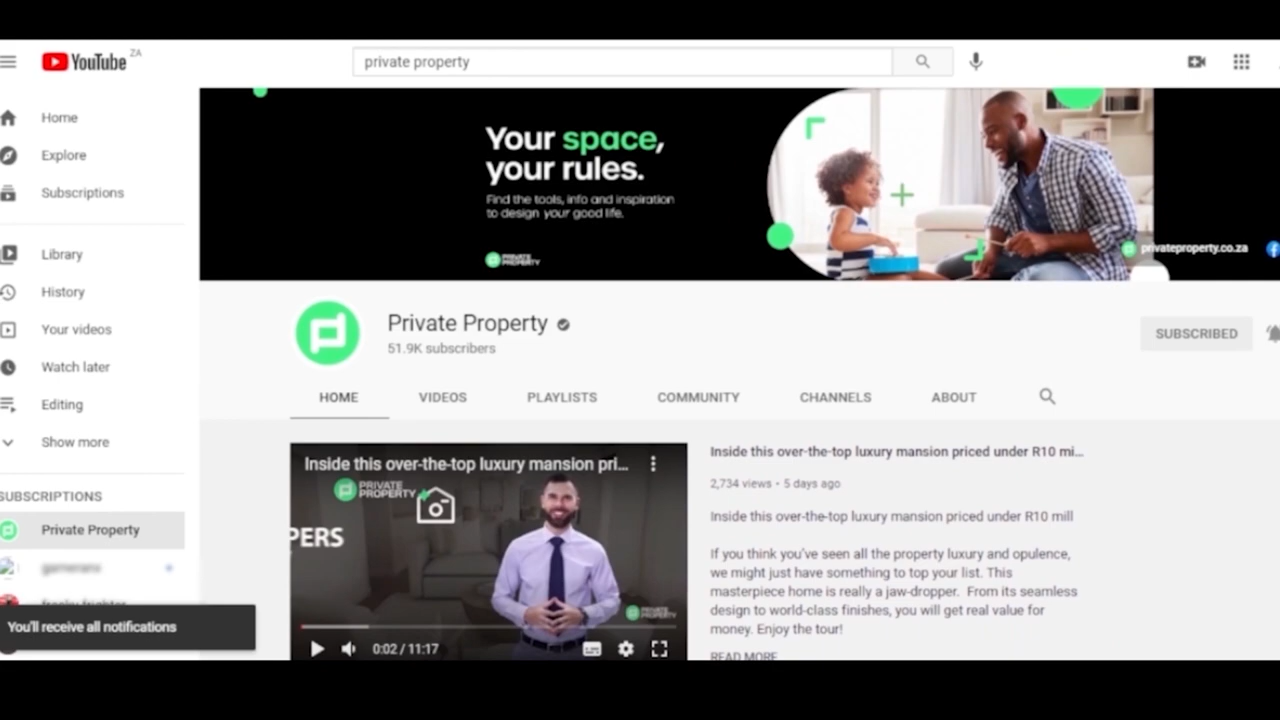 YouTube ZA
private property
Home
Explore
Subscriptions
Library
History
Your videos
Watch later
Editing
Show more
SUBSCRIPTIONS
Private Property
You'll receive all notifications
Your space,
your rules.
Find the tools, info and inspiration
to design your good life.
PRIVATE
PROPERTY
privateproperty.co.za
Private Property
51.9K subscribers
SUBSCRIBED
HOME VIDEOS PLAYLISTS COMMUNITY CHANNELS ABOUT
Inside this over-the-top luxury mansion pri...
PRIVATE
PROPERTY
PERS
PRIVATE
PROPERTY
0:02 / 11:17
Inside this over-the-top luxury mansion priced under R10 mi...
2,734 views • 5 days ago
Inside this over-the-top luxury mansion priced under R10 mill
If you think you've seen all the property luxury and opulence,
we might just have something to top your list. This
masterpiece home is really a jaw-dropper. From its seamless
design to world-class finishes, you will get real value for
money. Enjoy the tour!
READ MORE